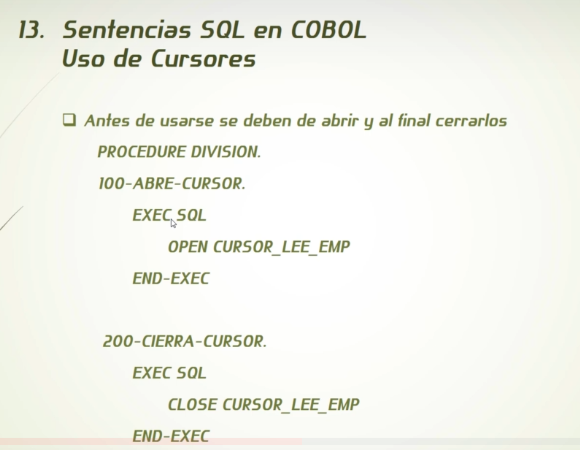 13. Sentencias SQL en COBOL
Uso de Cursores
❑ Antes de usarse se deben de abrir y al final cerrarlos
PROCEDURE DIVISION.
100-ABRE-CURSOR.
EXEC SQL
OPEN CURSOR_LEE_EMP
END-EXEC
200-CIERRA-CURSOR.
EXEC SQL
CLOSE CURSOR_LEE_EMP
END-EXEC